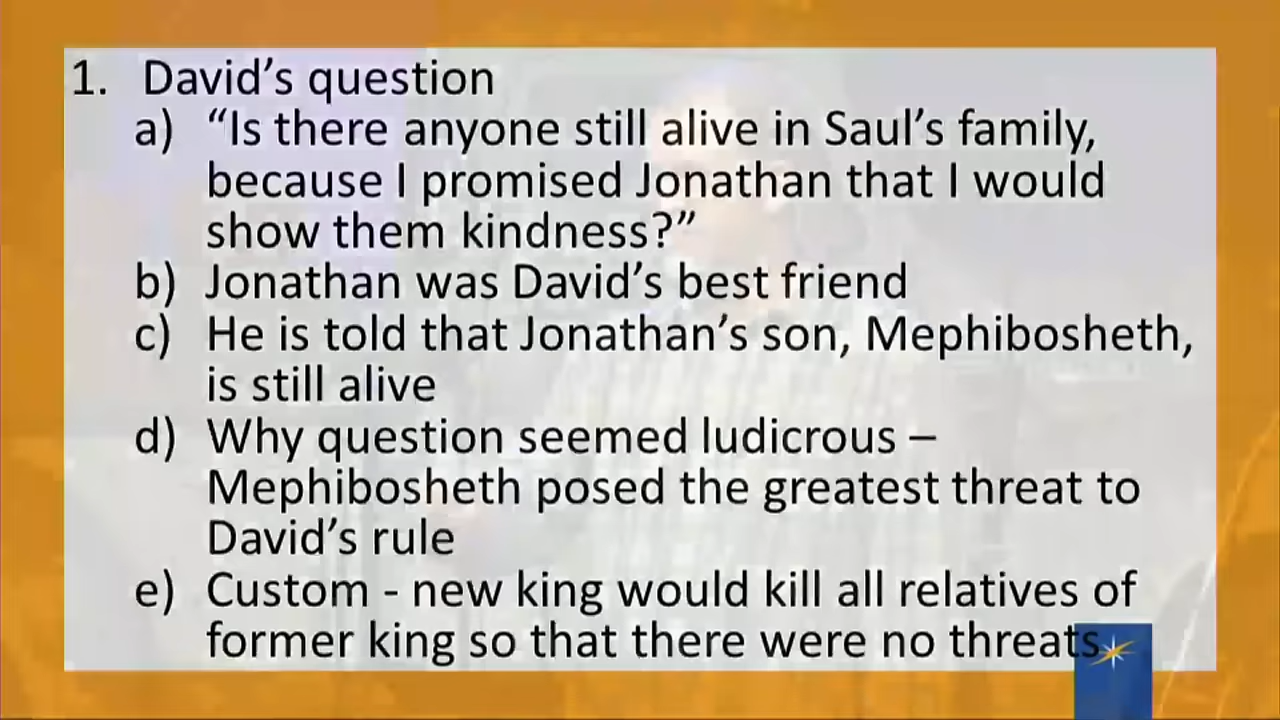 1. David’s question
a) “Is there anyone still alive in Saul’s family,
because I promised Jonathan that I would
show them kindness?”
b) Jonathan was David’s best friend
c) He is told that Jonathan’s son, Mephibosheth,
is still alive
d) Why question seemed ludicrous –
Mephibosheth posed the greatest threat to
David’s rule
e) Custom - new king would kill all relatives of
former king so that there were no threats